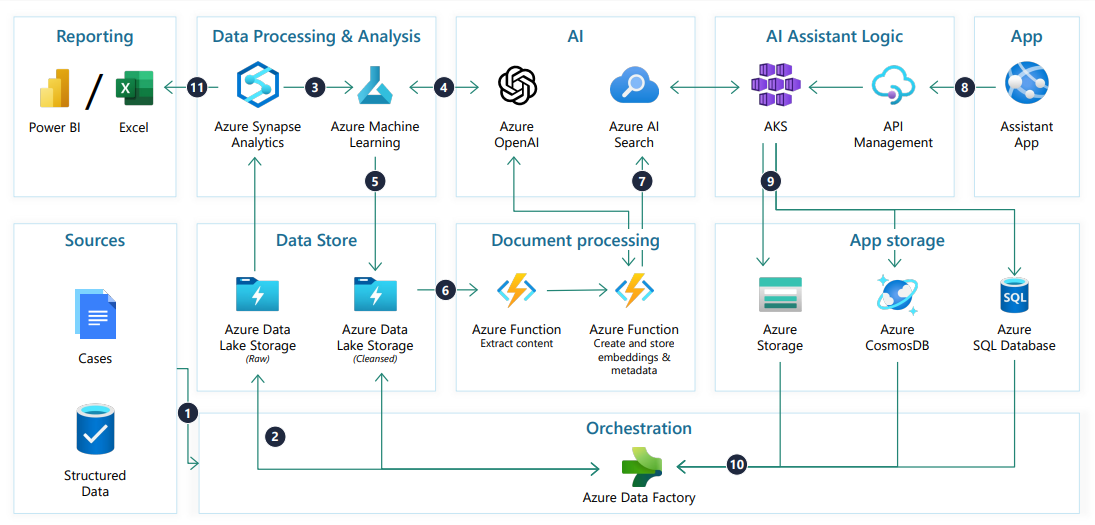 Reporting
Power BI
Excel
11
Data Processing & Analysis
Azure Synapse
Analytics
3
Azure Machine
Learning
4
5
AI
Azure
OpenAI
Azure AI
Search
7
AI Assistant Logic
AKS
API
Management
8
9
App
Assistant
App
Sources
Cases
Structured
Data
1
Data Store
Azure Data
Lake Storage
(Raw)
Azure Data
Lake Storage
(Cleansed)
6
Document processing
Azure Function
Extract content
Azure Function
Create and store
embeddings &
metadata
App storage
Azure
Storage
Azure
CosmosDB
SQL
Azure
SQL Database
2
Orchestration
Azure Data Factory
10